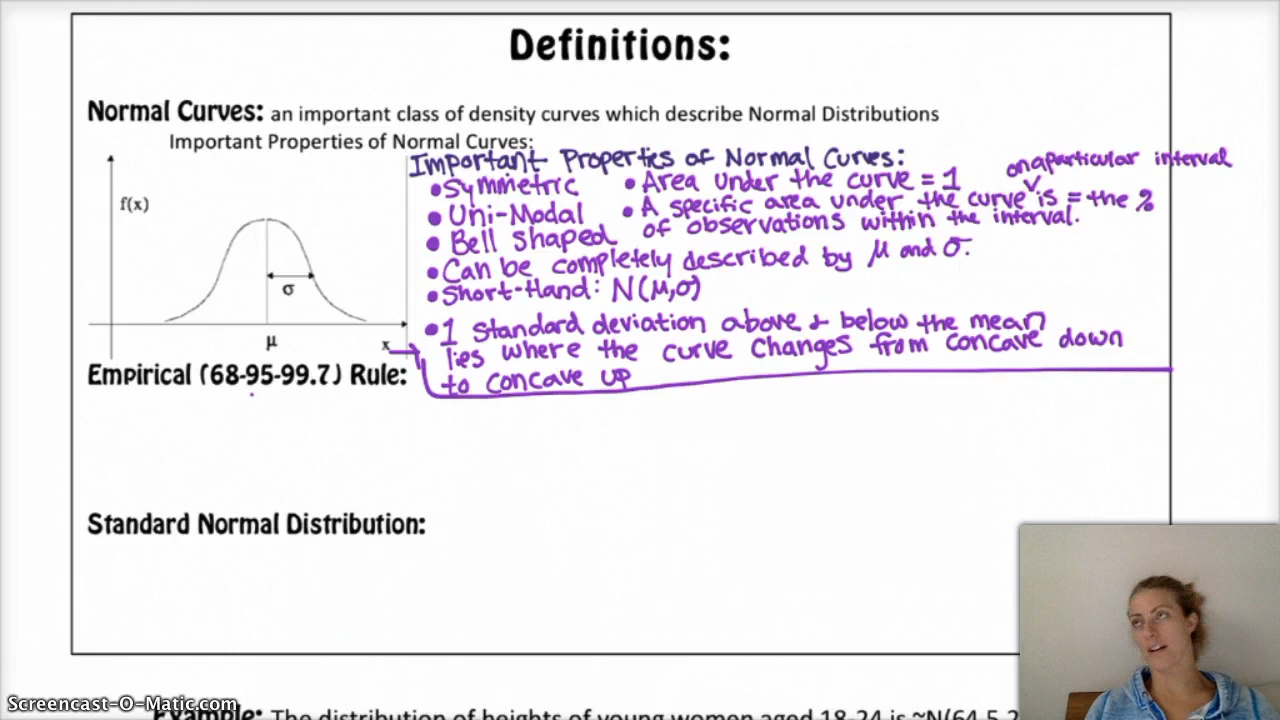 Definitions:
Normal Curves: an important class of density curves which describe Normal Distributions
Important Properties of Normal Curves:
Important Properties of Normal Curves:
• Symmetric
• Uni-Modal
• Bell Shaped
• Area under the curve = 1
on a particular interval
• A specific area under the curve is = the %
of observations within the interval.
• Can be completely described by μ and σ.
• Short-Hand: N(μ,σ)
• 1 Standard deviation above & below the mean
lies where the curve changes from concave down
to concave up
f(x)
σ
μ
x
Empirical (68-95-99.7) Rule:
Standard Normal Distribution:
Example: The distribution of heights of young women aged 18-24 is ~N(64.5,2
Screencast-O-Matic.com